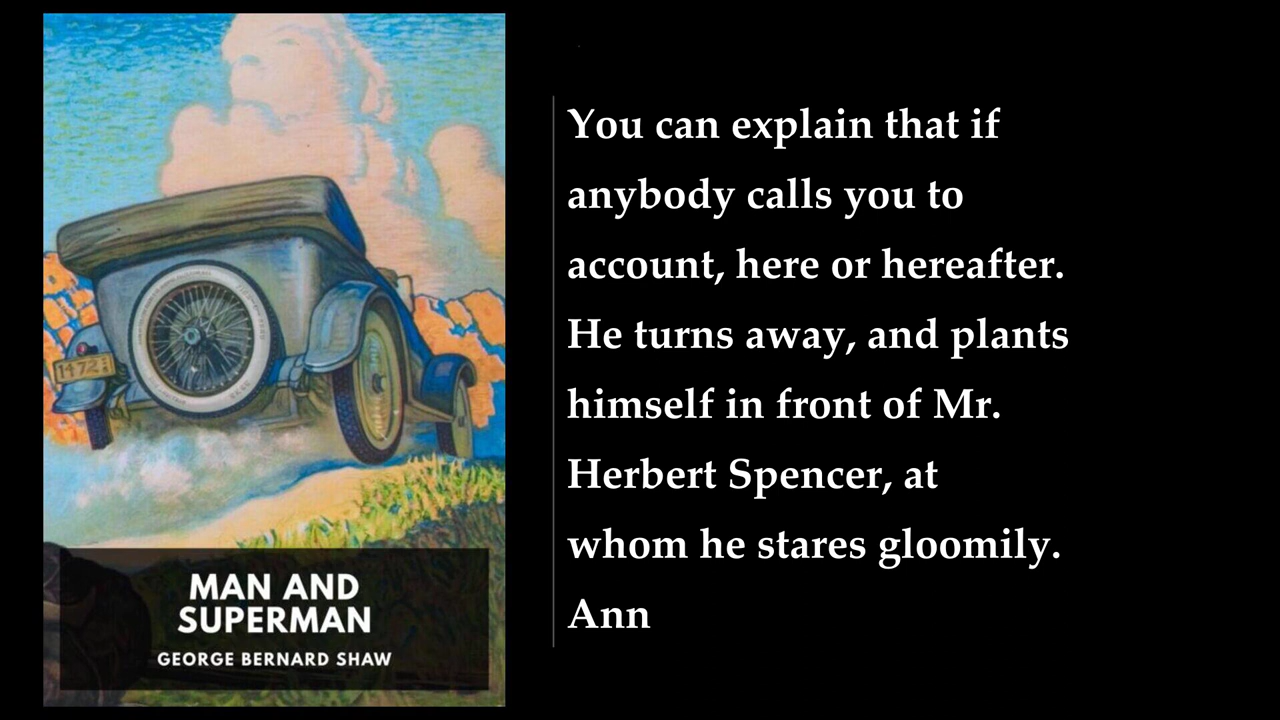 1472
MAN AND
SUPERMAN
GEORGE BERNARD SHAW
You can explain that if
anybody calls you to
account, here or hereafter.
He turns away, and plants
himself in front of Mr.
Herbert Spencer, at
whom he stares gloomily.
Ann